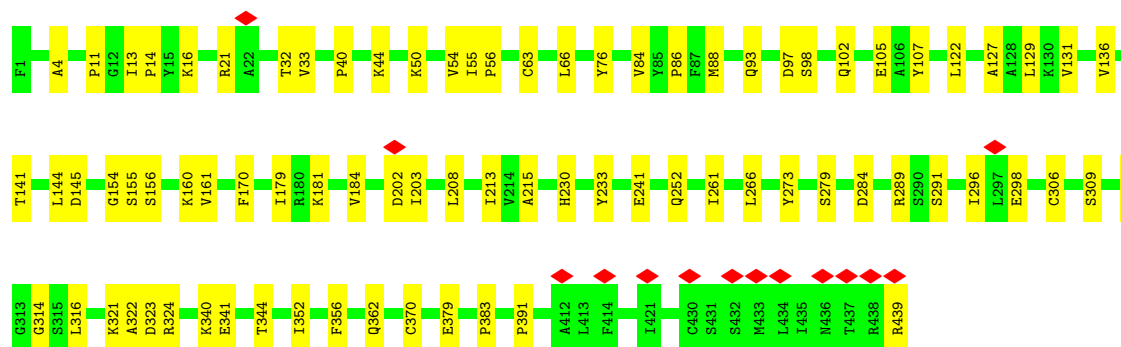 F1 A4 P11 G12 I13 P14 Y15 K16 R21 A22 T32 V33 P40 K44 K50 V54 I55 P56 C63 L66 Y76 V84 Y85 P86 F87 M88 Q93 D97 S98 Q102 E105 A106 Y107 L122 A127 A128 L129 K130 V131 V136
T141 L144 D145 G154 S155 S156 K160 V161 F170 I179 R180 K181 V184 D202 I203 L208 I213 V214 A215 H230 Y233 E241 Q252 I261 L266 Y273 S279 D284 R289 S290 S291 I296 L297 E298 C306 S309
G313 G314 S315 L316 K321 A322 D323 R324 K340 E341 T344 I352 F356 Q362 C370 E379 P383 P391 A412 L413 F414 I421 C430 S431 S432 M433 L434 I435 N436 T437 R438 R439